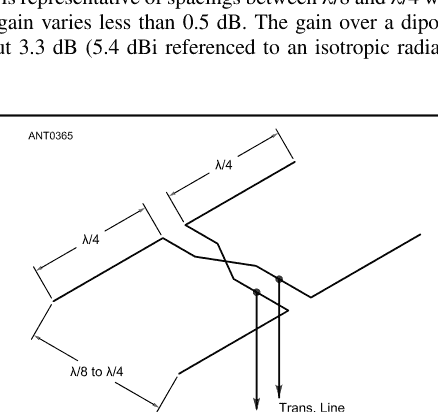 is representative of spacings between λ/8 and λ/4 w
gain varies less than 0.5 dB. The gain over a dipo
ut 3.3 dB (5.4 dBi referenced to an isotropic radia
ANT0365
λ/4
λ/4
λ/8 to λ/4
Trans. Line